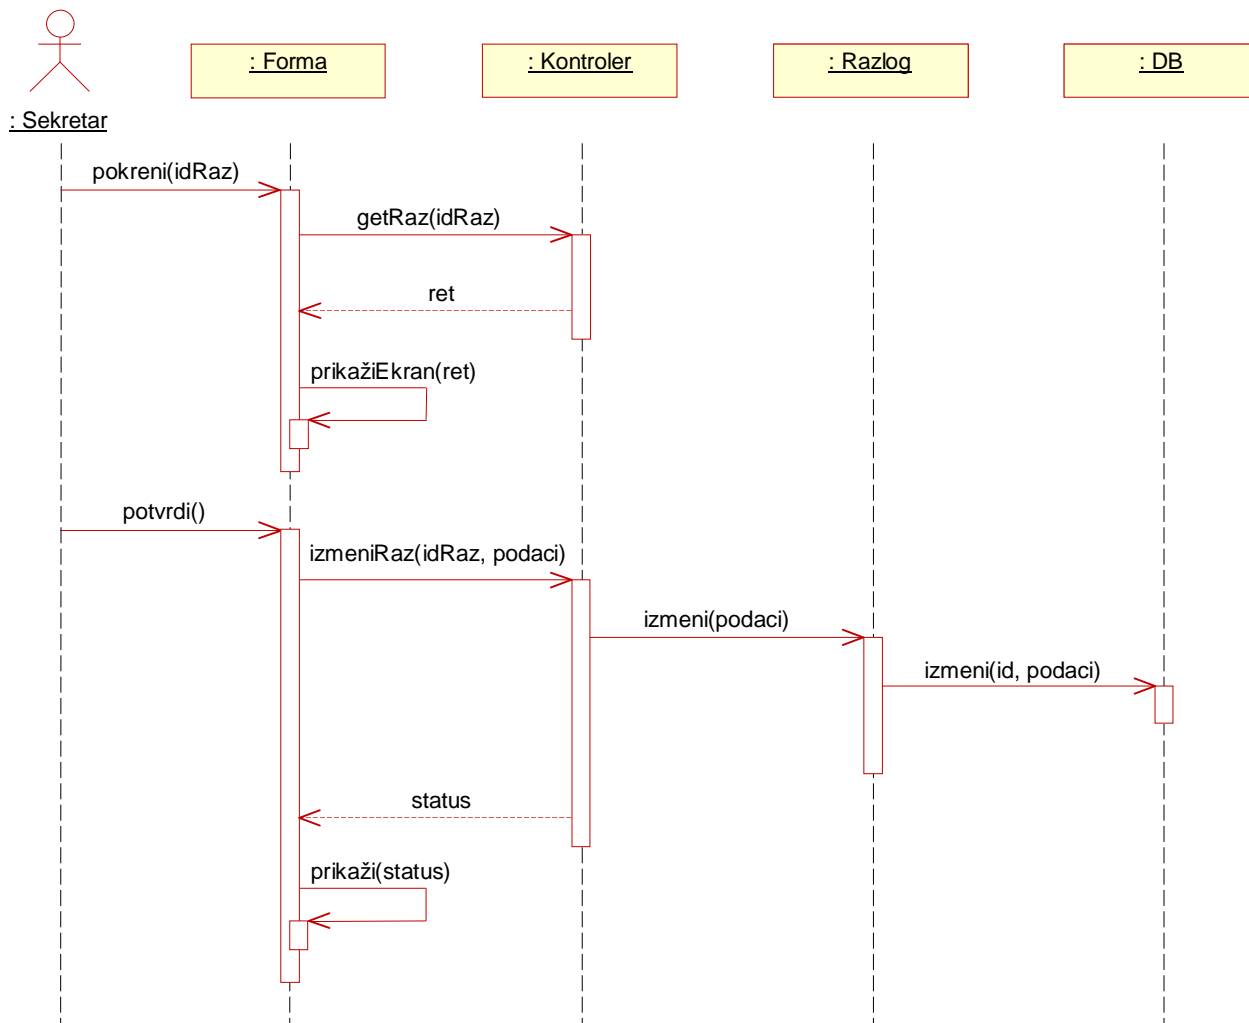 : Forma
: Kontroler
: Razlog
: DB
: Sekretar
pokreni(idRaz)
getRaz(idRaz)
ret
prikažiEkran(ret)
potvrdi()
izmeniRaz(idRaz, podaci)
izmeni(podaci)
izmeni(id, podaci)
status
prikaži(status)